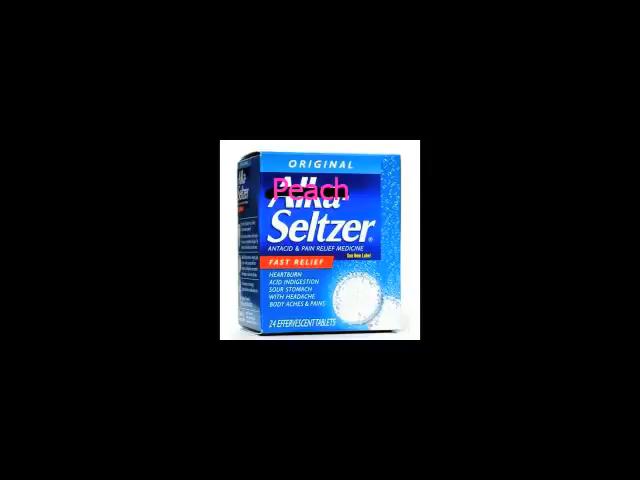 ORIGINAL
Alka-
Peach
Seltzer®
ANTACID & PAIN RELIEF MEDICINE
See New Label
FAST RELIEF
HEARTBURN
ACID INDIGESTION
SOUR STOMACH
WITH HEADACHE
BODY ACHES & PAINS
24 EFFERVESCENT TABLETS